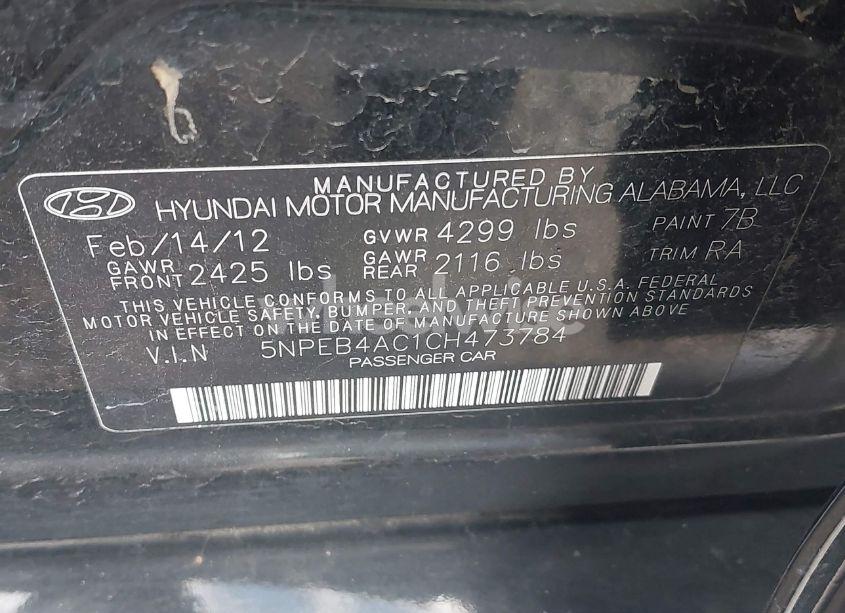 MANUFACTURED BY
HYUNDAI MOTOR MANUFACTURING ALABAMA, LLC
Feb/14/12 GVWR 4299 lbs PAINT 7B
GAWR FRONT 2425 lbs GAWR REAR 2116 lbs TRIM RA
THIS VEHICLE CONFORMS TO ALL APPLICABLE U.S.A. FEDERAL
MOTOR VEHICLE SAFETY, BUMPER, AND THEFT PREVENTION STANDARDS
IN EFFECT ON THE DATE OF MANUFACTURE SHOWN ABOVE
V.I.N 5NPEB4AC1CH473784
PASSENGER CAR